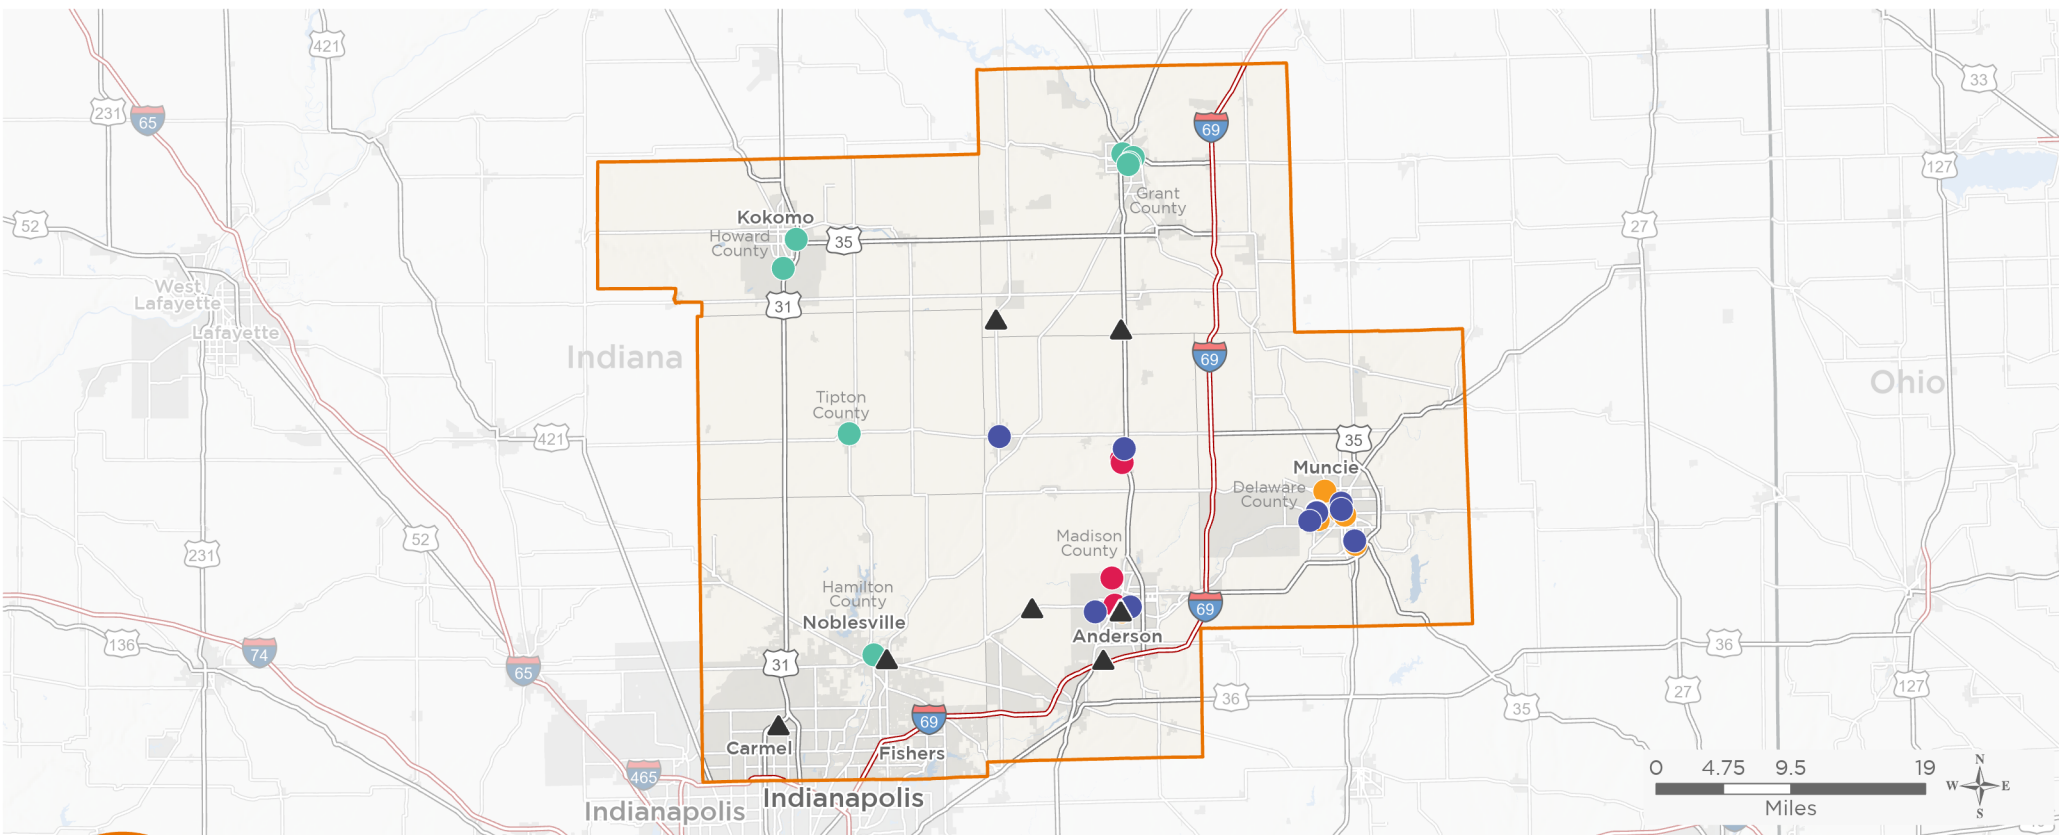 421
231
65
69
33
127
52
Kokomo
Howard
County
35
Grant
County
27
West
Lafayette
31
Lafayette
Indiana
69
Ohio
Tipton
County
421
35
Muncie
Delaware
County
52
231
Madison
County
Hamilton
County
Noblesville
69
Anderson
136
74
65
31
36
36
27
127
35
69
Carmel
Fishers
465
Indianapolis
Indianapolis
0 4.75 9.5 19
Miles
N
W E
S